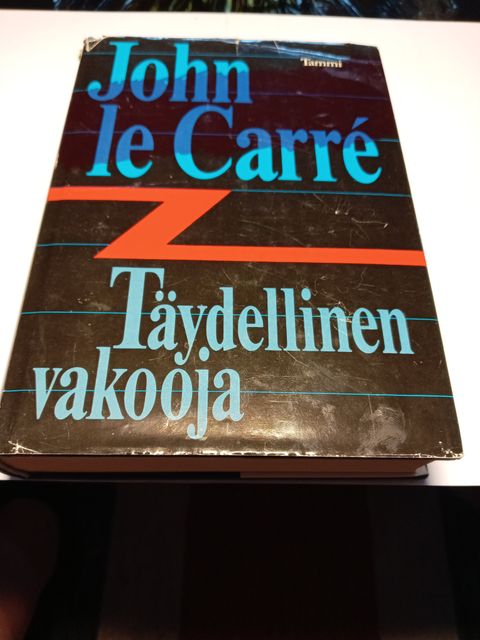 Tammi
John
le Carré
Täydellinen
vakooja